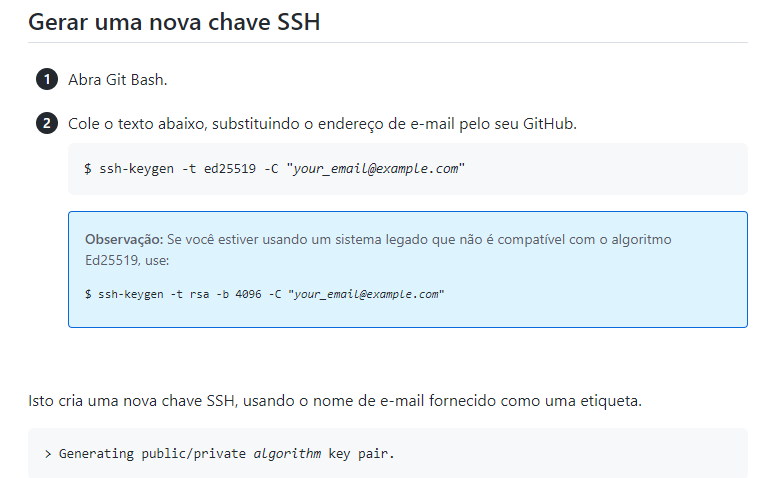 Gerar uma nova chave SSH
1 Abra Git Bash.
2 Cole o texto abaixo, substituindo o endereço de e-mail pelo seu GitHub.
$ ssh-keygen -t ed25519 -C "your_email@example.com"
Observação: Se você estiver usando um sistema legado que não é compatível com o algoritmo
Ed25519, use:
$ ssh-keygen -t rsa -b 4096 -C "your_email@example.com"
Isto cria uma nova chave SSH, usando o nome de e-mail fornecido como uma etiqueta.
> Generating public/private algorithm key pair.